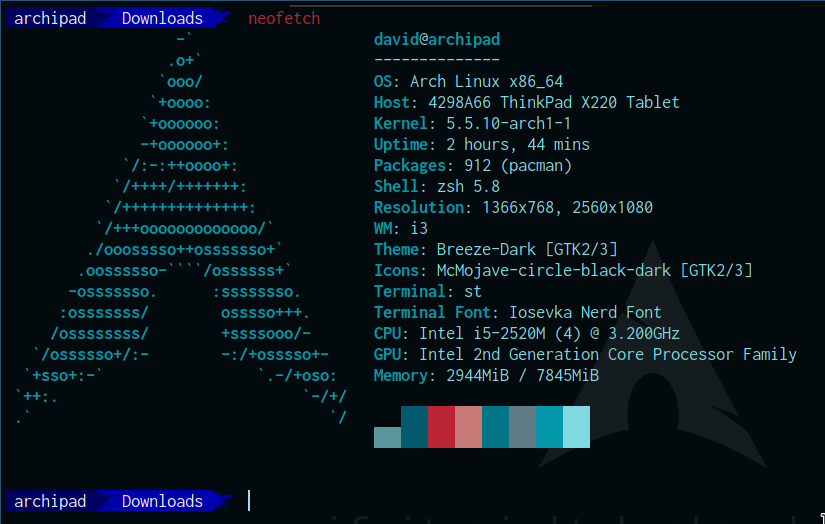 archipad Downloads neofetch
-`
.o+`
`ooo/
`+oooo:
`+oooooo:
-+oooooo+:
`/:-:++oooo+:
`/++++/+++++++:
`/++++++++++++++:
`/+++ooooooooooooo/`
./ooosssso++osssssso+`
.oossssso-````/ossssss+`
-osssssso. :ssssssso.
:osssssss/ osssso+++.
/ossssssss/ +ssssooo/-
`/ossssso+/:- -:/+osssso+-
`+sso+:-` `.-/+oso:
`++:. `-/+/
.` `/
david@archipad
--------------
OS: Arch Linux x86_64
Host: 4298A66 ThinkPad X220 Tablet
Kernel: 5.5.10-arch1-1
Uptime: 2 hours, 44 mins
Packages: 912 (pacman)
Shell: zsh 5.8
Resolution: 1366x768, 2560x1080
WM: i3
Theme: Breeze-Dark [GTK2/3]
Icons: McMojave-circle-black-dark [GTK2/3]
Terminal: st
Terminal Font: Iosevka Nerd Font
CPU: Intel i5-2520M (4) @ 3.200GHz
GPU: Intel 2nd Generation Core Processor Family
Memory: 2944MiB / 7845MiB
archipad Downloads